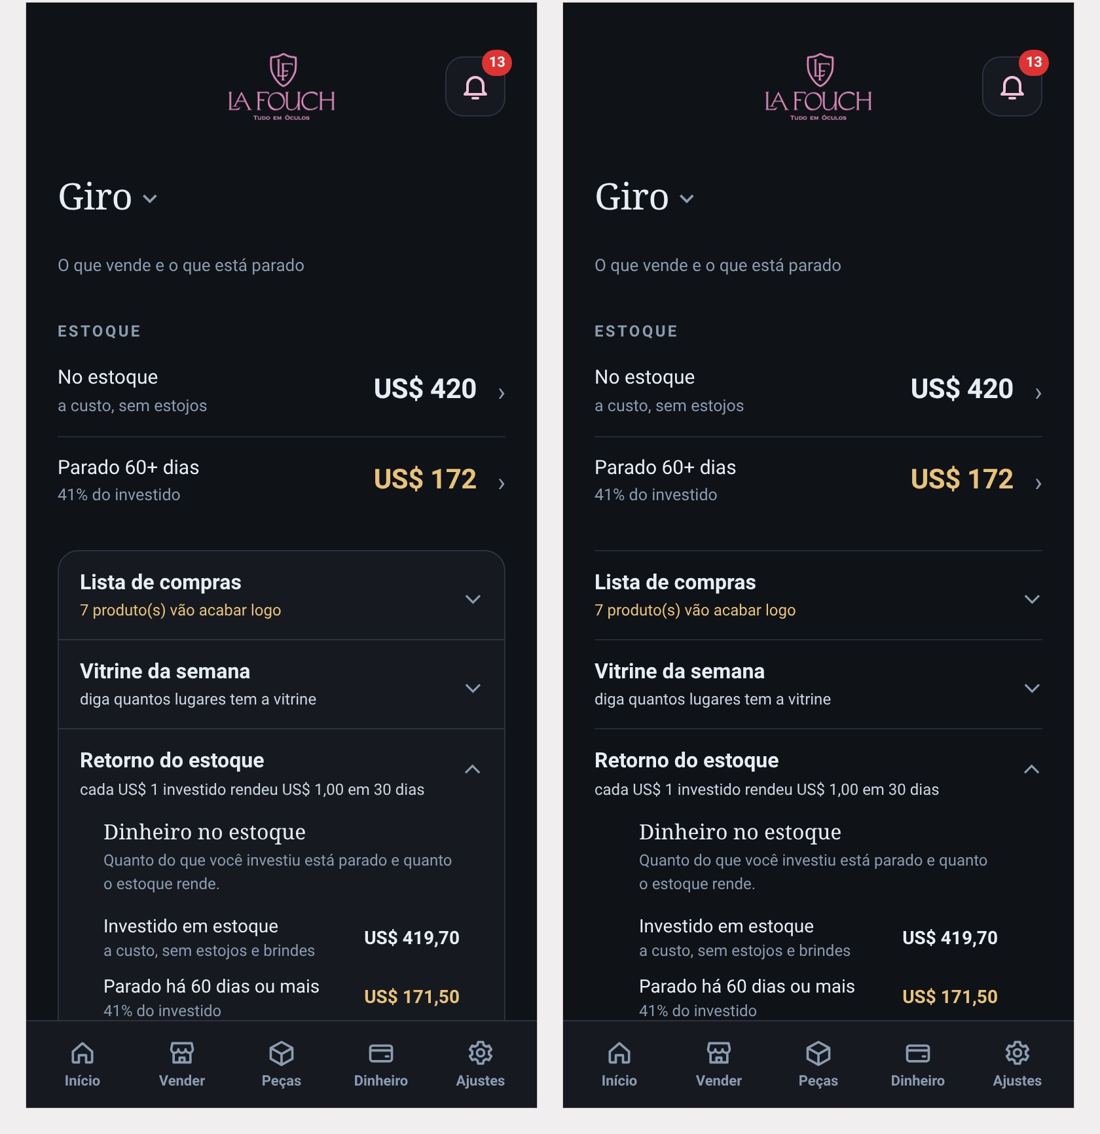 LF
LA FOUCH
TUDO EM ÓCULOS
13
Giro
O que vende e o que está parado
ESTOQUE
No estoque
a custo, sem estojos
US$ 420
Parado 60+ dias
41% do investido
US$ 172
Lista de compras
7 produto(s) vão acabar logo
Vitrine da semana
diga quantos lugares tem a vitrine
Retorno do estoque
cada US$ 1 investido rendeu US$ 1,00 em 30 dias
Dinheiro no estoque
Quanto do que você investiu está parado e quanto
o estoque rende.
Investido em estoque
a custo, sem estojos e brindes
US$ 419,70
Parado há 60 dias ou mais
41% do investido
US$ 171,50
Início
Vender
Peças
Dinheiro
Ajustes
LF
LA FOUCH
TUDO EM ÓCULOS
13
Giro
O que vende e o que está parado
ESTOQUE
No estoque
a custo, sem estojos
US$ 420
Parado 60+ dias
41% do investido
US$ 172
Lista de compras
7 produto(s) vão acabar logo
Vitrine da semana
diga quantos lugares tem a vitrine
Retorno do estoque
cada US$ 1 investido rendeu US$ 1,00 em 30 dias
Dinheiro no estoque
Quanto do que você investiu está parado e quanto
o estoque rende.
Investido em estoque
a custo, sem estojos e brindes
US$ 419,70
Parado há 60 dias ou mais
41% do investido
US$ 171,50
Início
Vender
Peças
Dinheiro
Ajustes